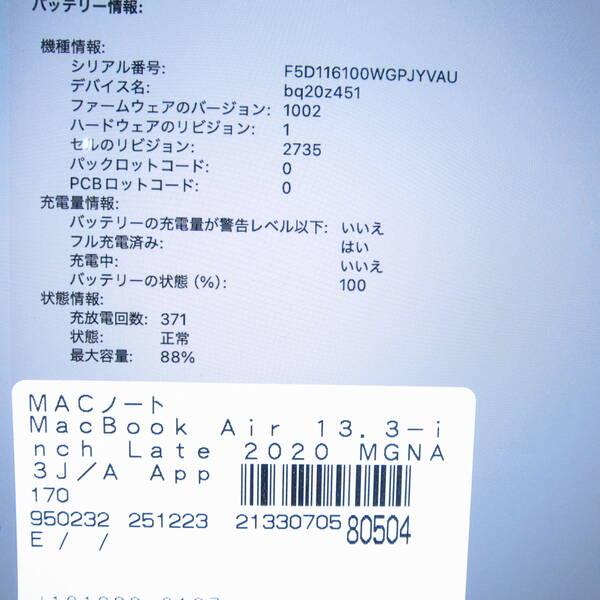 バッテリー情報:
機種情報:
シリアル番号: F5D116100WGPJYVAU
デバイス名: bq20z451
ファームウェアのバージョン: 1002
ハードウェアのリビジョン: 1
セルのリビジョン: 2735
パックロットコード: 0
PCBロットコード: 0
充電量情報:
バッテリーの充電量が警告レベル以下: いいえ
フル充電済み: はい
充電中: いいえ
バッテリーの状態（%）: 100
状態情報:
充放電回数: 371
状態: 正常
最大容量: 88%
MACノート
MacBook Air 13.3-i
nch Late 2020 MGNA
3J/A App
170
950232 251223 21330705 80504
E / /